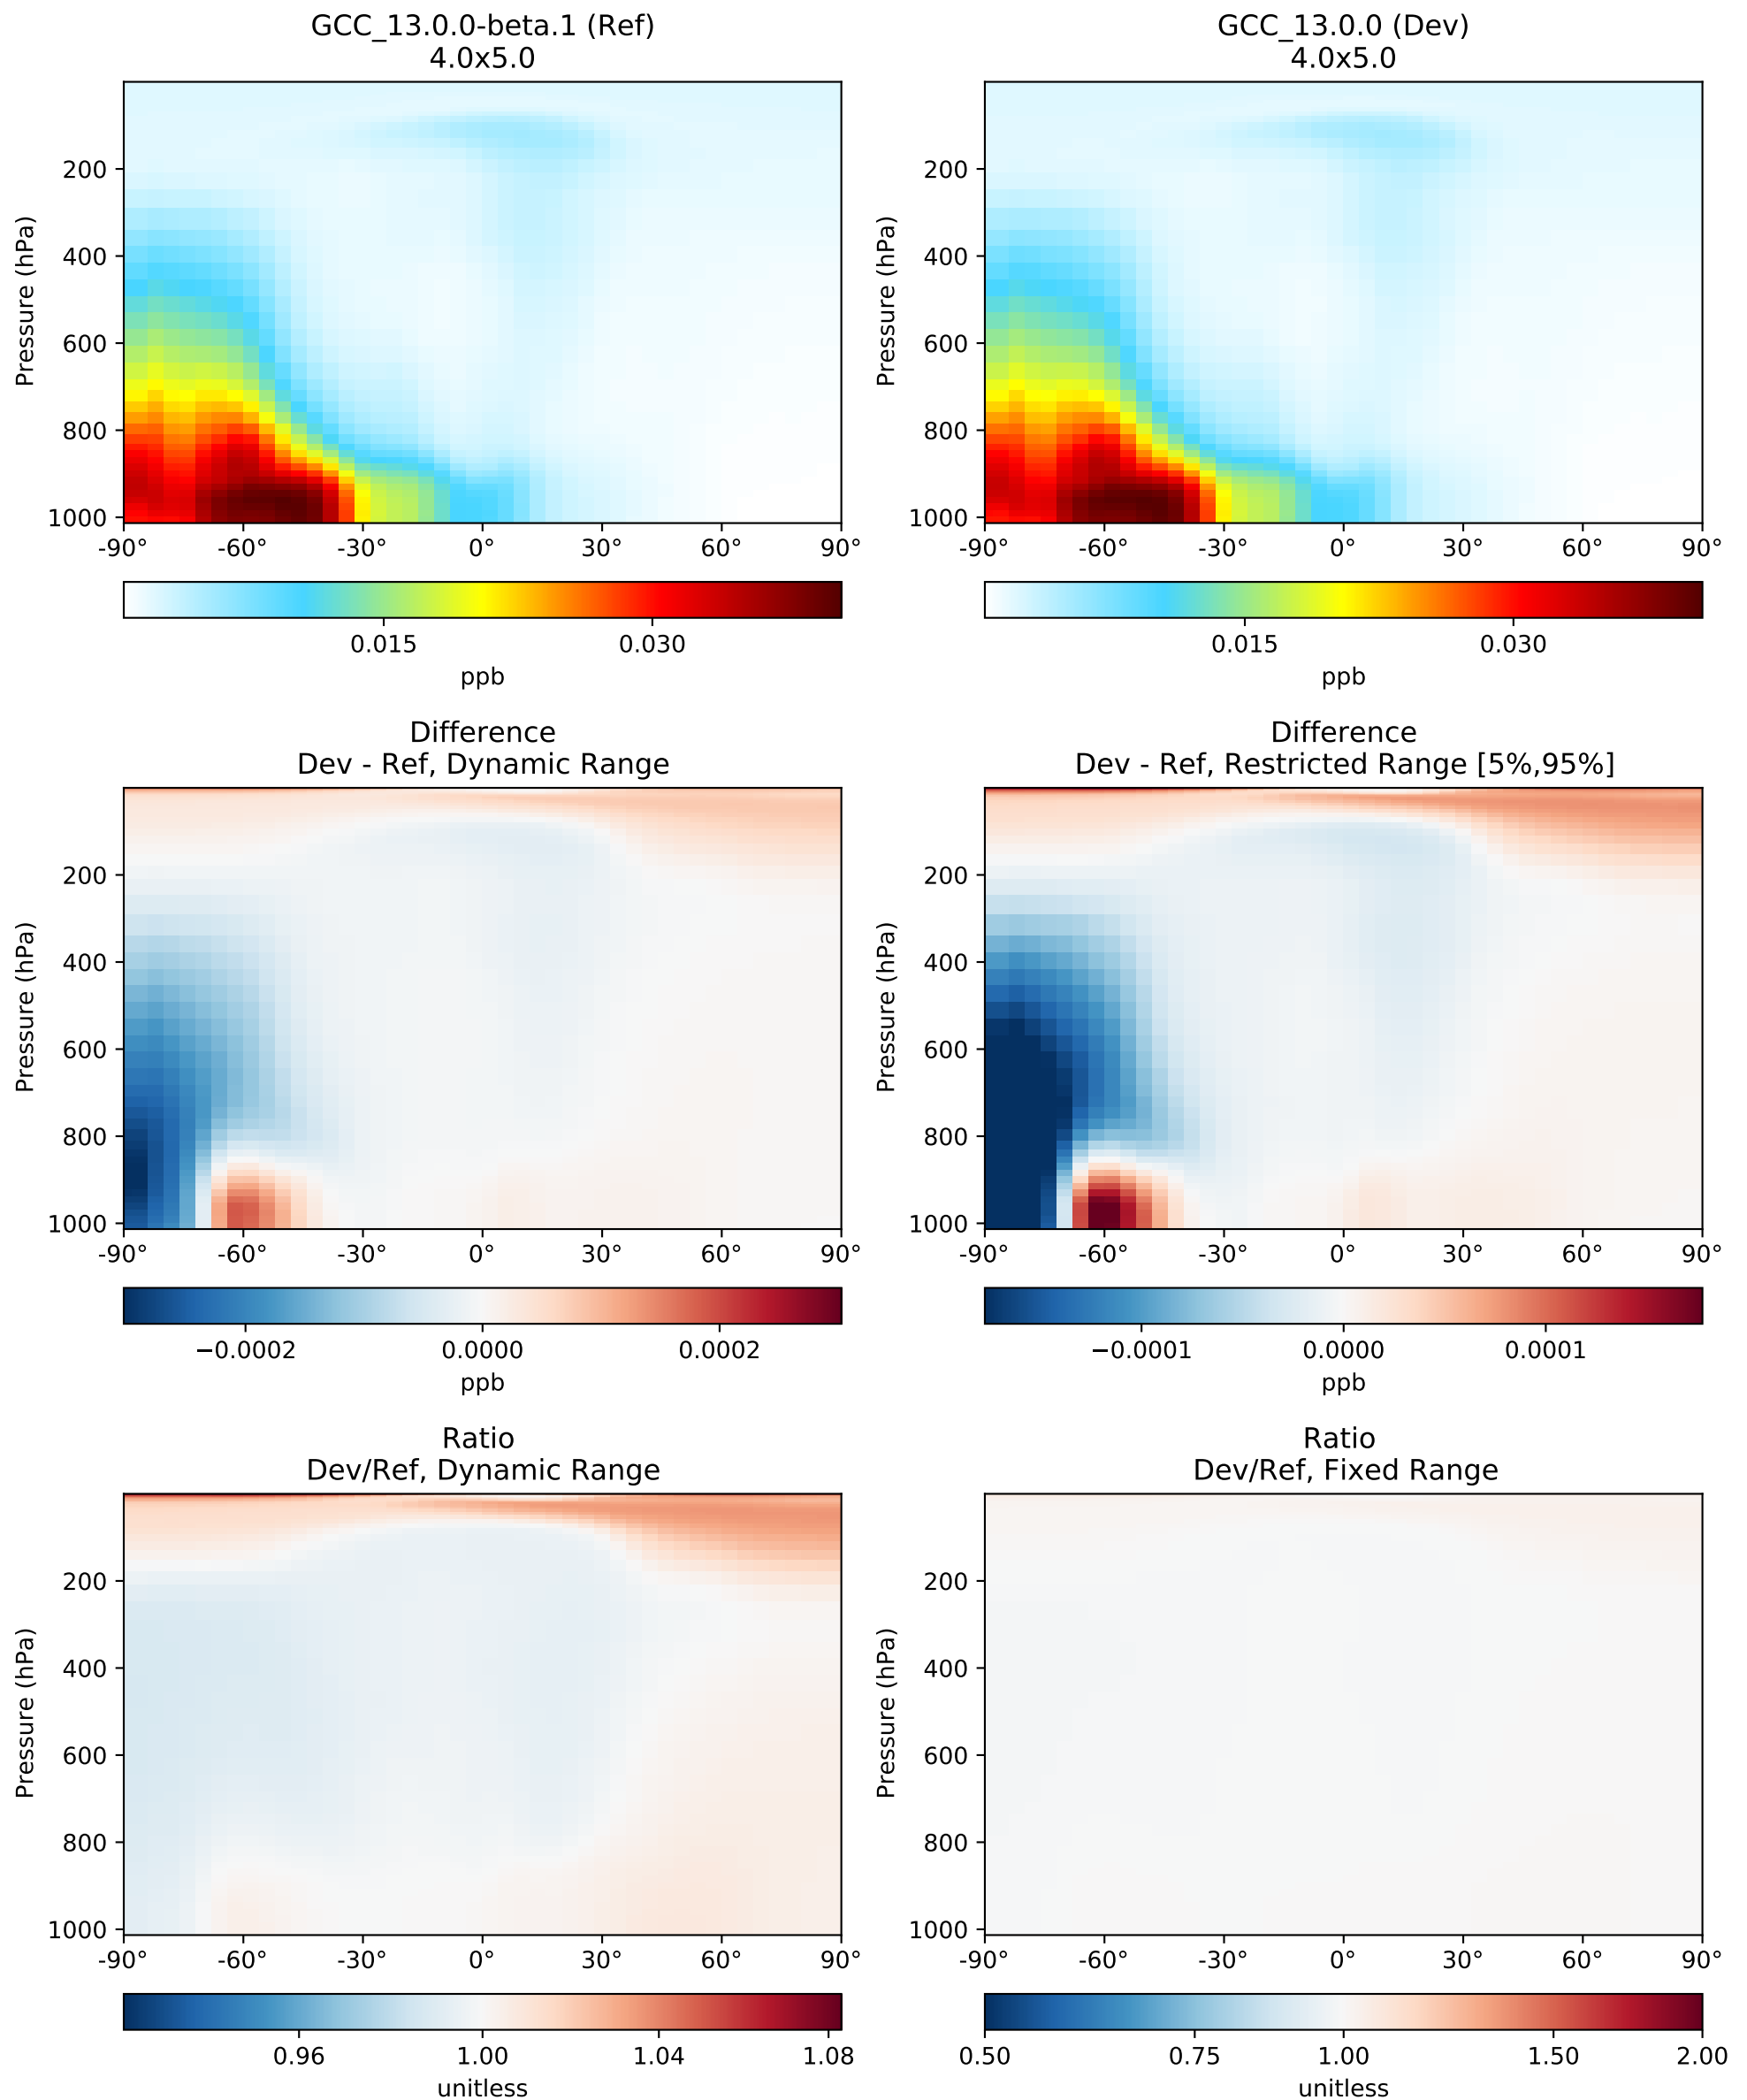 GCC_13.0.0-beta.1 (Ref)
4.0x5.0
GCC_13.0.0 (Dev)
4.0x5.0
Pressure (hPa)
200
400
600
800
1000
-90° -60° -30° 0° 30° 60° 90°
0.015 0.030
ppb
Pressure (hPa)
200
400
600
800
1000
-90° -60° -30° 0° 30° 60° 90°
0.015 0.030
ppb
Difference
Dev - Ref, Dynamic Range
Pressure (hPa)
200
400
600
800
1000
-90° -60° -30° 0° 30° 60° 90°
−0.0002 0.0000 0.0002
ppb
Difference
Dev - Ref, Restricted Range [5%,95%]
Pressure (hPa)
200
400
600
800
1000
-90° -60° -30° 0° 30° 60° 90°
−0.0001 0.0000 0.0001
ppb
Ratio
Dev/Ref, Dynamic Range
Pressure (hPa)
200
400
600
800
1000
-90° -60° -30° 0° 30° 60° 90°
0.96 1.00 1.04 1.08
unitless
Ratio
Dev/Ref, Fixed Range
Pressure (hPa)
200
400
600
800
1000
-90° -60° -30° 0° 30° 60° 90°
0.50 0.75 1.00 1.50 2.00
unitless